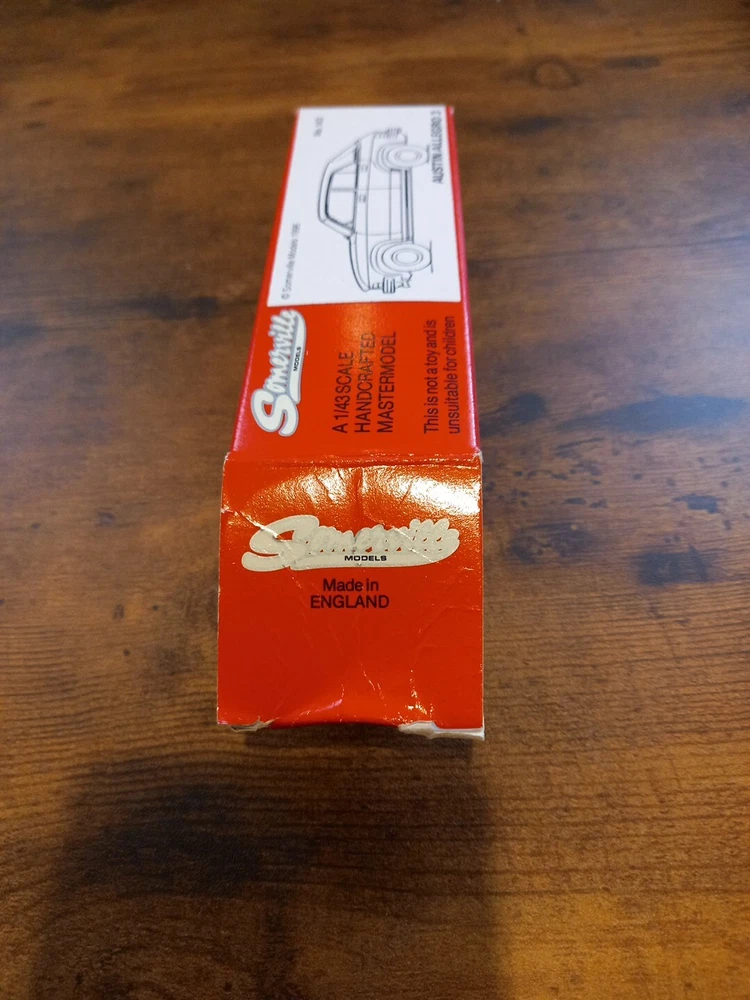 AUSTIN ALLEGRO 3
Somerville
MODELS
A 1/43 SCALE
HANDCRAFTED
MASTERMODEL
This is not a toy and is
unsuitable for children
© Somerville Models
Somerville
MODELS
Made in
ENGLAND